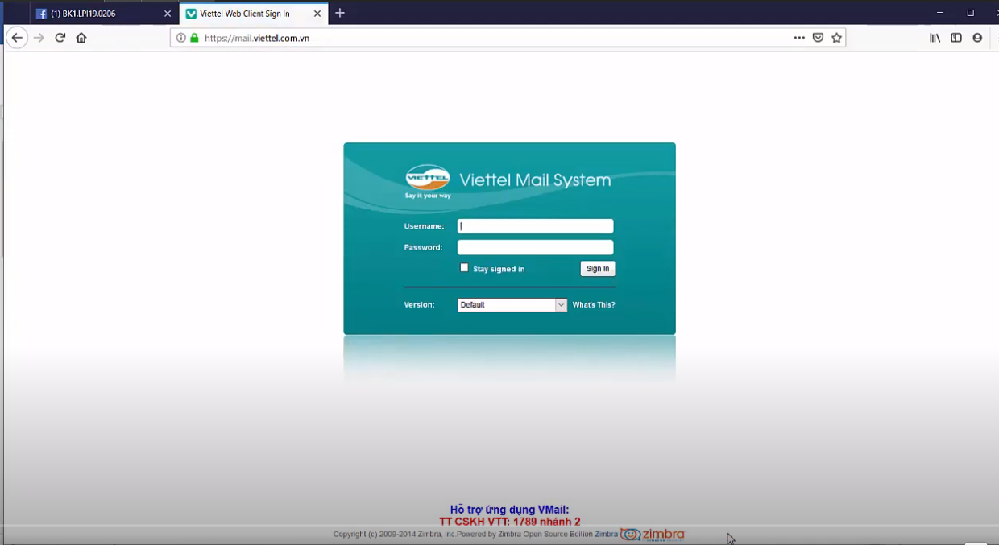 (1) BK1.LPI19.0206
Viettel Web Client Sign In
https://mail.viettel.com.vn
VIETTEL
Say it your way
Viettel Mail System
Username:
Password:
Stay signed in
Sign In
Version:
Default
What's This?
Hỗ trợ ứng dụng VMail:
TT CSKH VTT: 1789 nhánh 2
Copyright (c) 2009-2014 Zimbra, Inc.Powered by Zimbra Open Source Edition Zimbra zimbra